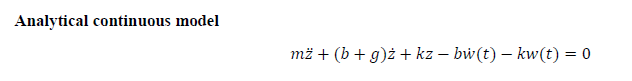 Analytical continuous model
mz̈ + (b + g)ż + kz − bẇ(t) − kw(t) = 0